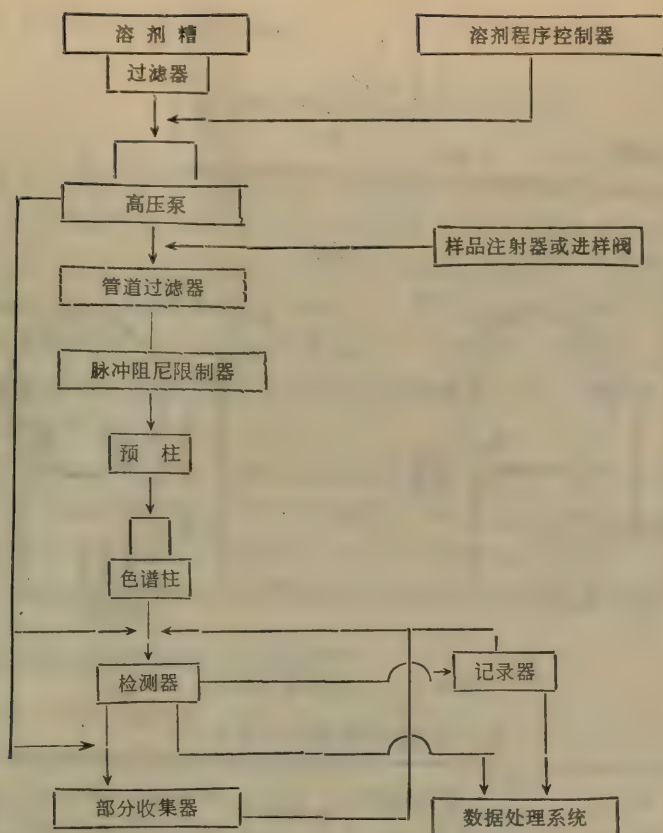 溶剂槽
溶剂程序控制器
过滤器
高压泵
样品注射器或进样阀
管道过滤器
脉冲阻尼限制器
预柱
色谱柱
检测器
记录器
部分收集器
数据处理系统